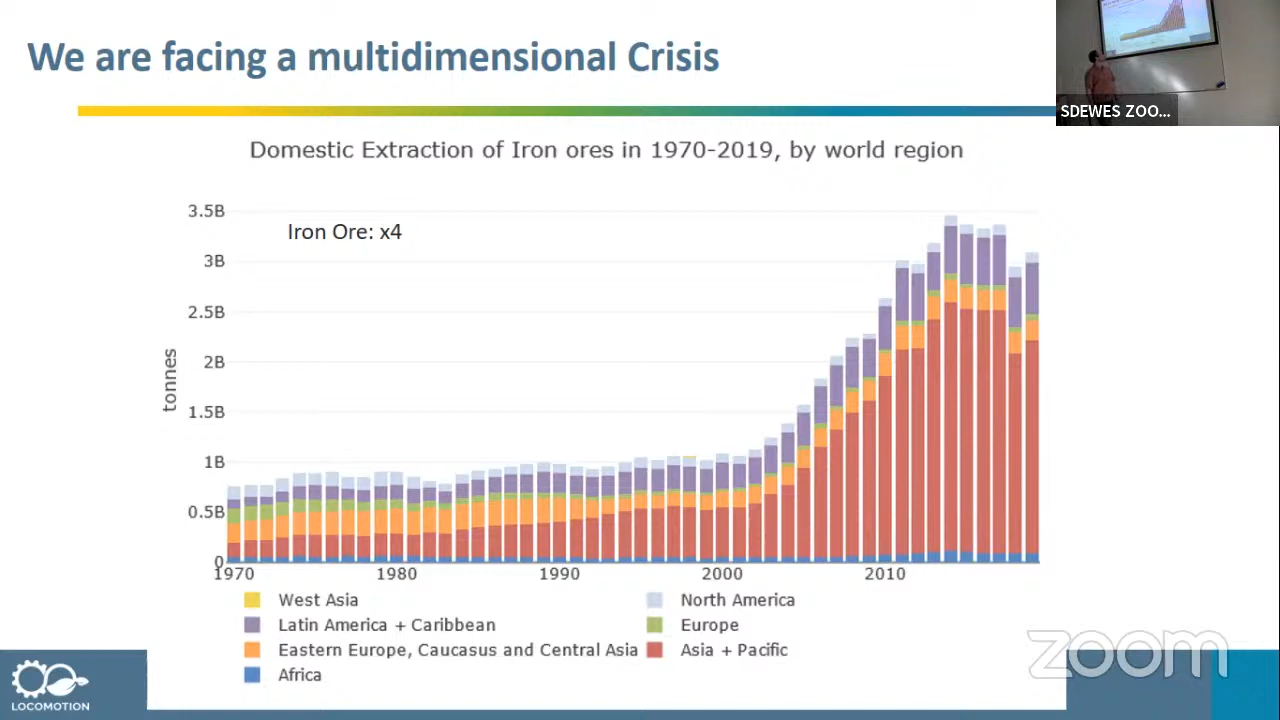 We are facing a multidimensional Crisis
SDEWES ZOO...
Domestic Extraction of Iron ores in 1970-2019, by world region
Iron Ore: x4
3.5B
3B
2.5B
2B
1.5B
1B
0.5B
0
tonnes
1970 1980 1990 2000 2010
West Asia
North America
Latin America + Caribbean
Europe
Eastern Europe, Caucasus and Central Asia
Asia + Pacific
Africa
LOCOMOTION
zoom